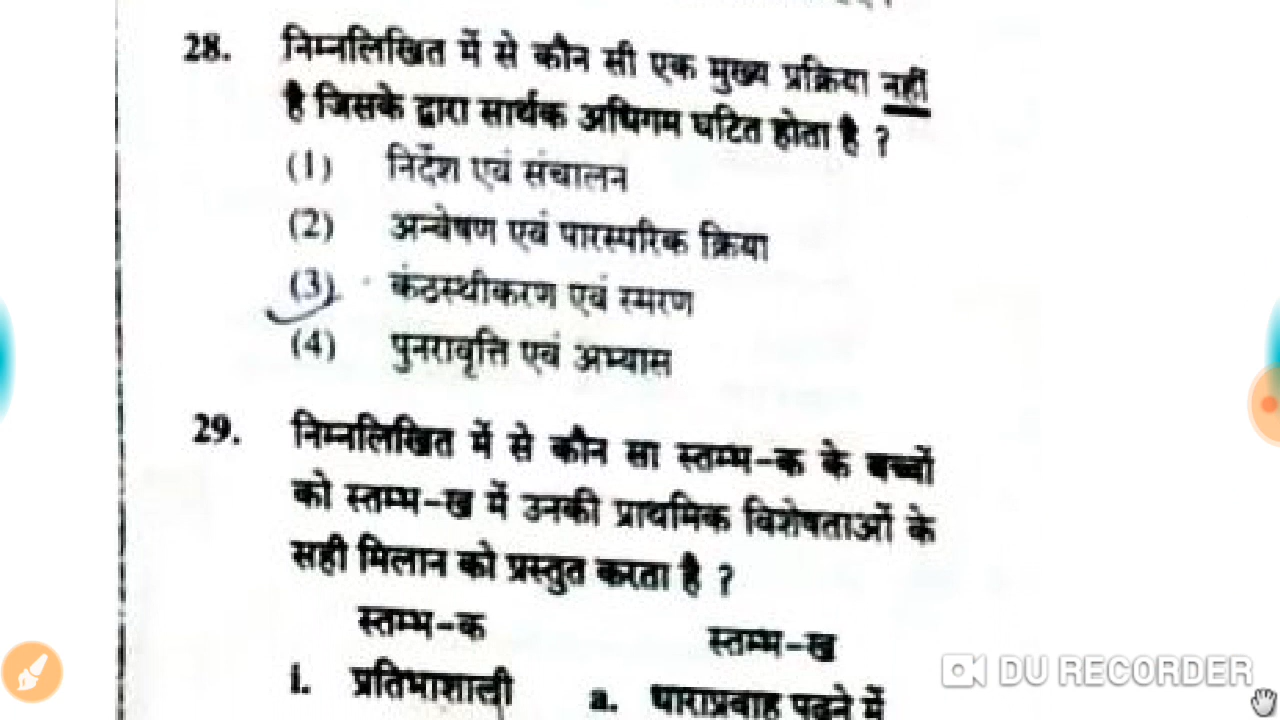 28. निम्नलिखित में से कौन सी एक मुख्य प्रक्रिया नहीं
है जिसके द्वारा सार्थक अधिगम घटित होता है ?
(1) निर्देश एवं संचालन
(2) अन्वेषण एवं पारस्परिक क्रिया
(3) कंठस्थीकरण एवं स्मरण
(4) पुनरावृत्ति एवं अभ्यास
29. निम्नलिखित में से कौन सा स्तम्भ-क के बच्चों
को स्तम्भ-ख में उनकी प्राथमिक विशेषताओं के
सही मिलान को प्रस्तुत करता है ?
स्तम्भ-क स्तम्भ-ख
i. प्रतिभाशाली a. धाराप्रवाह पढ़ने में
DU RECORDER